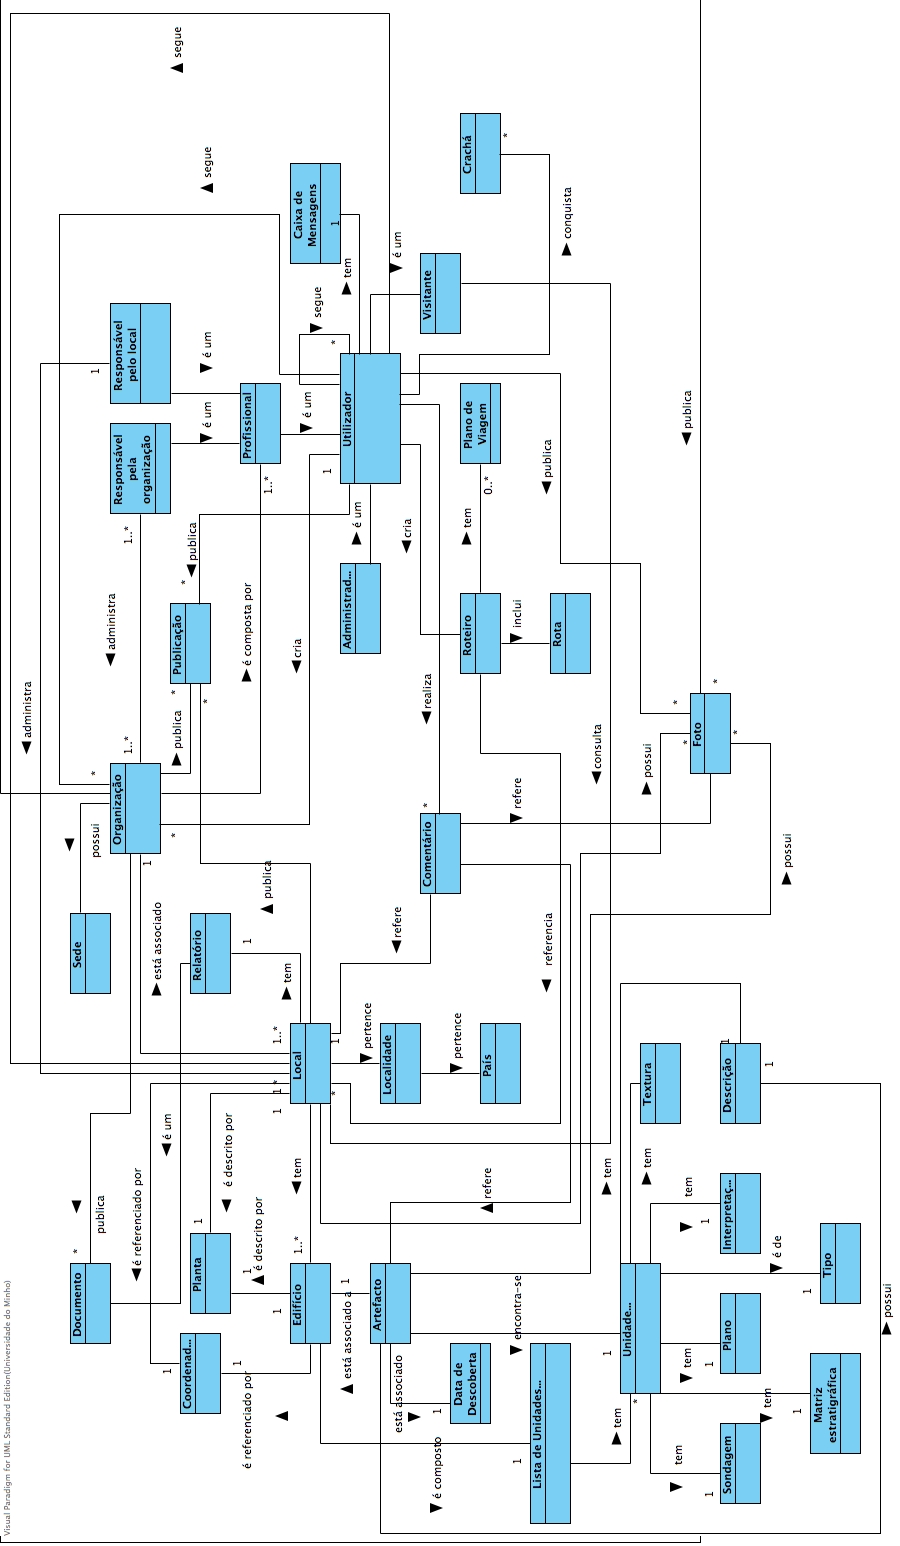 Visual Paradigm for UML Standard Edition(Universidade do Minho)
administra
segue
Documento
*
publica
Sede
possui
*
1
é referenciado por
é um
está associado
Organização
1
1..*
administra
1..*
Responsável
pela
organização
Responsável
pelo local
segue
Coordenad...
1
Planta
1
é descrito por
Relatório
publica
*
*
Publicação
*
publica
é um
é um
segue
é referenciado por
1
1
é descrito por
1
publica
*
é composta por
Profissional
1..*
Edifício
1
1..*
tem
Local
1
1
*
1..*
tem
cria
é um
Caixa de
Mensagens
segue
está associado a
1
*
1
Utilizador
1
*
tem
1
Artefacto
Administrad...
é um
pertence
Localidade
refere
está associado
Comentário
*
realiza
cria
Visitante
é um
é composto
1
Data de
Descoberta
pertence
País
refere
Roteiro
tem
0..*
Plano de
Viagem
Crachá
*
encontra-se
1
Lista de Unidades...
refere
inclui
Rota
referencia
publica
conquista
tem
1
tem
consulta
Unidade...
*
Textura
tem
possui
tem
tem
tem
1
1
1
Foto
*
*
*
*
publica
Sondagem
Plano
Interpretaç...
Descrição
1
1
tem
é de
possui
1
1
Matriz
estratigráfica
Tipo
possui